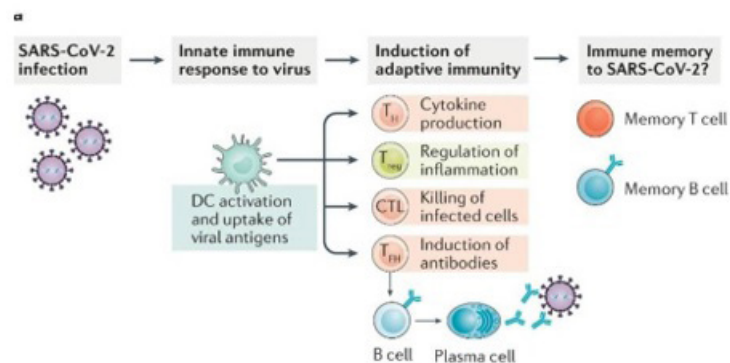 a
SARS-CoV-2
infection
Innate immune
response to virus
Induction of
adaptive immunity
Immune memory
to SARS-CoV-2?
TH
Cytokine
production
Treg
Regulation of
inflammation
CTL
Killing of
infected cells
TFH
Induction of
antibodies
DC activation
and uptake of
viral antigens
Memory T cell
Memory B cell
B cell
Plasma cell